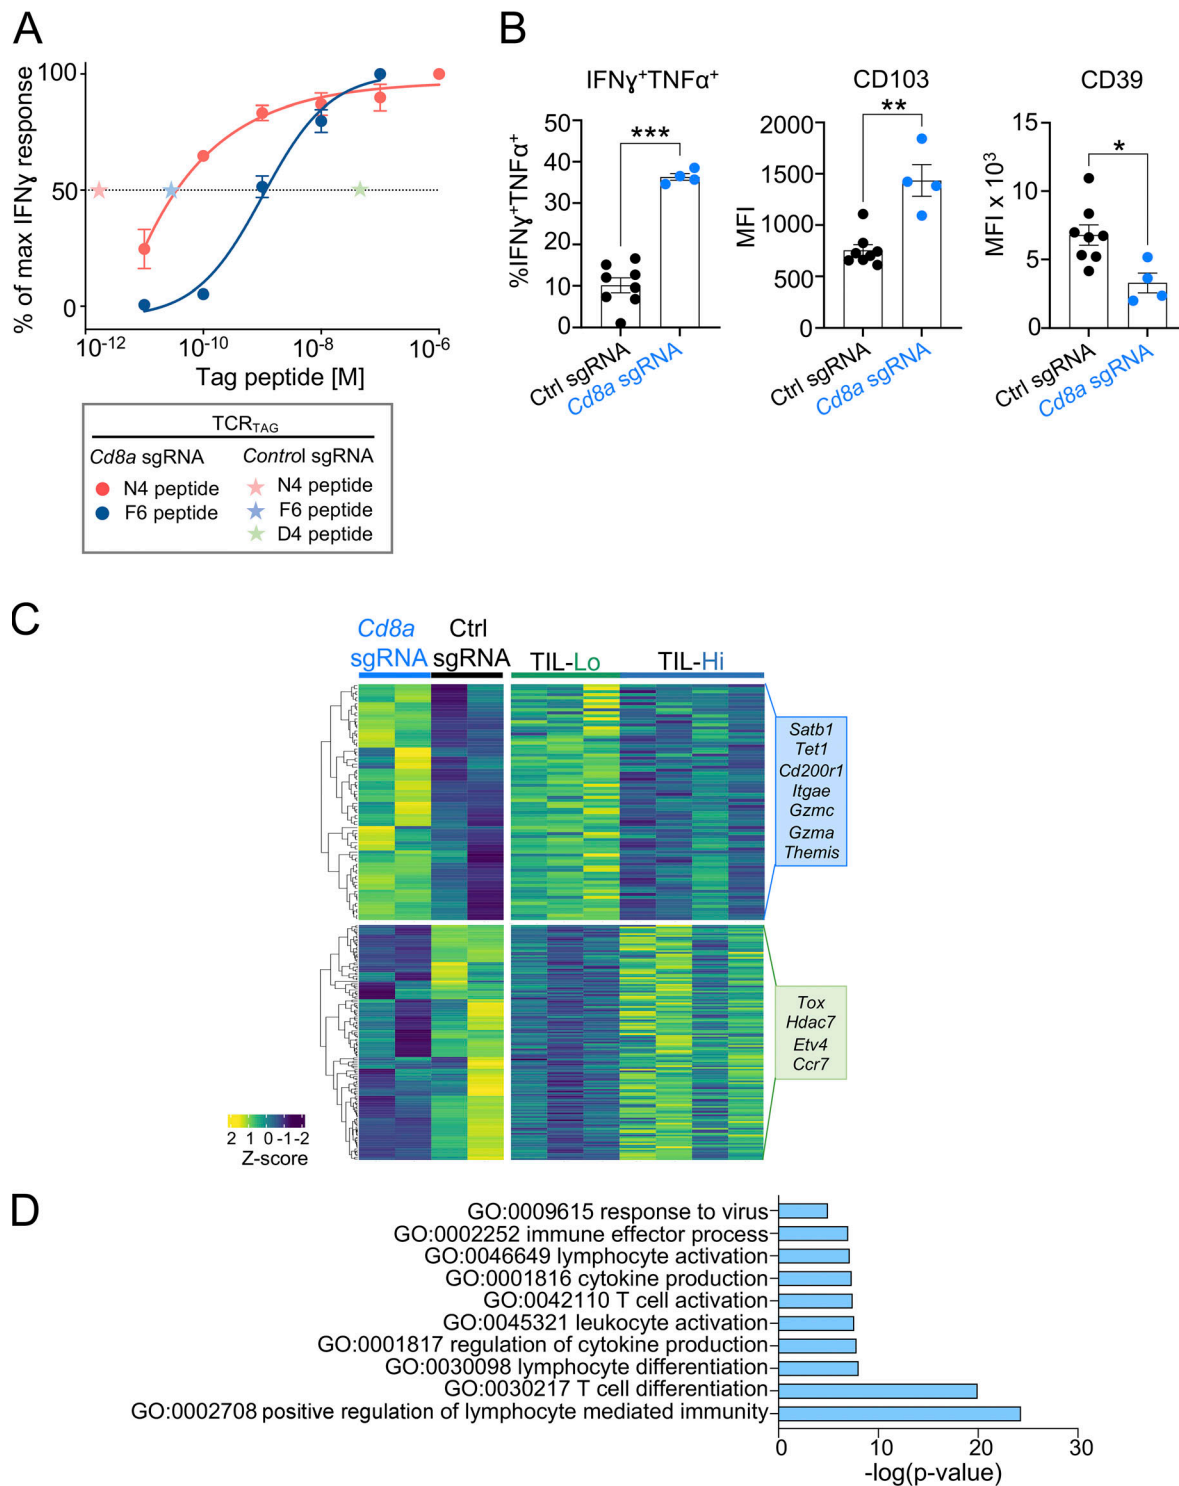 A
% of max IFNγ response
100
50
0
10-12
10-10
10-8
10-6
Tag peptide [M]
TCRTAG
Cd8a sgRNA
Control sgRNA
N4 peptide
F6 peptide
N4 peptide
F6 peptide
D4 peptide
B
IFNγ+TNFα+
%IFNγ+TNFα+
50
40
30
20
10
0
***
Ctrl sgRNA
Cd8a sgRNA
CD103
MFI
2000
1500
1000
500
0
**
Ctrl sgRNA
Cd8a sgRNA
CD39
MFI x 103
15
10
5
0
*
Ctrl sgRNA
Cd8a sgRNA
C
Cd8a
sgRNA
Ctrl
sgRNA
TIL-Lo
TIL-Hi
Satb1
Tet1
Cd200r1
Itgae
Gzmc
Gzma
Themis
Tox
Hdac7
Etv4
Ccr7
2 1 0 -1 -2
Z-score
D
GO:0009615 response to virus
GO:0002252 immune effector process
GO:0046649 lymphocyte activation
GO:0001816 cytokine production
GO:0042110 T cell activation
GO:0045321 leukocyte activation
GO:0001817 regulation of cytokine production
GO:0030098 lymphocyte differentiation
GO:0030217 T cell differentiation
GO:0002708 positive regulation of lymphocyte mediated immunity
0 10 20 30
-log(p-value)